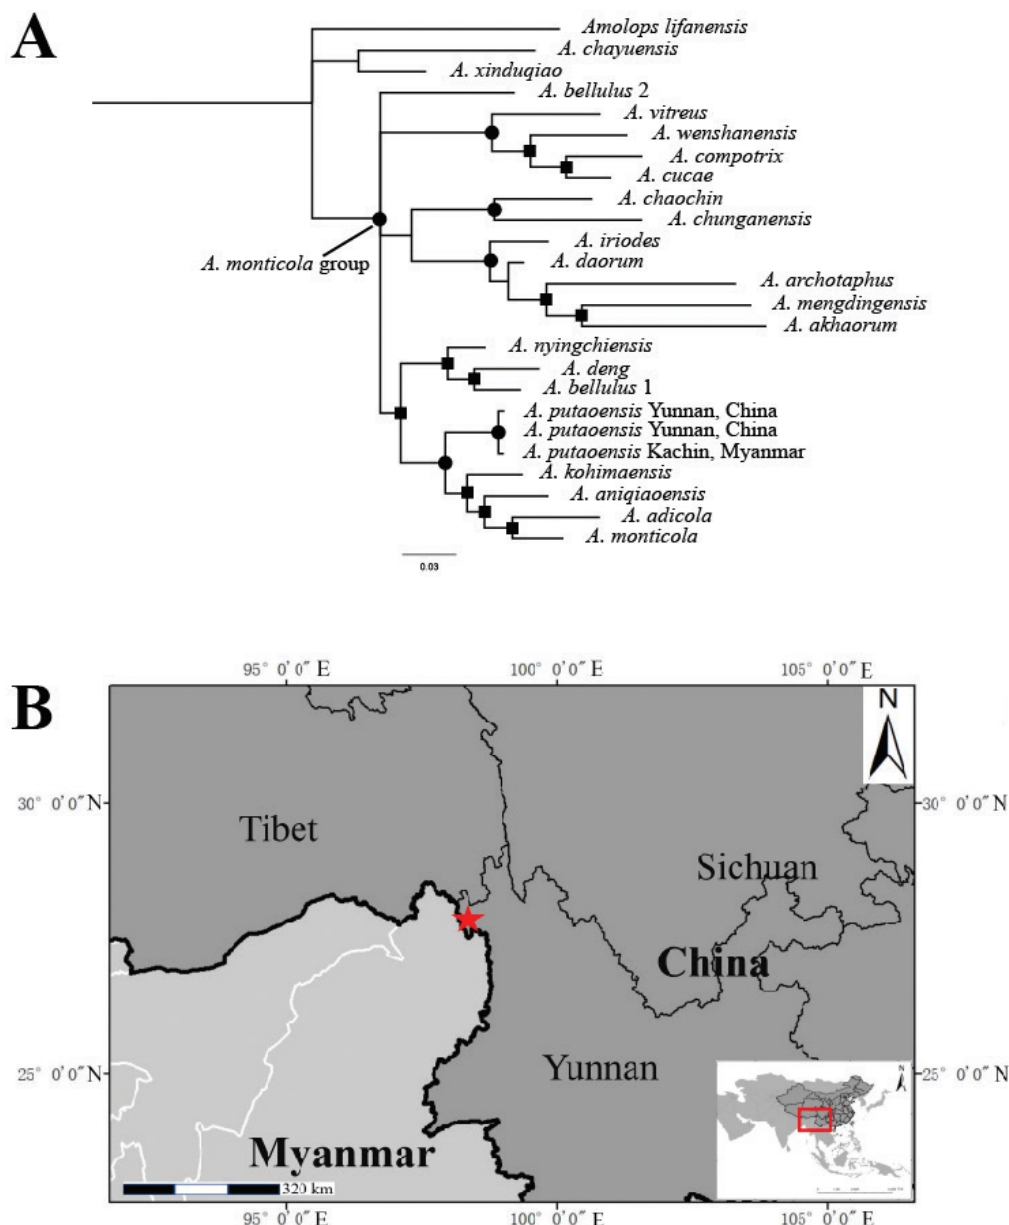 A
Amolops lifanensis
A. chayuensis
A. xinduqiao
A. bellulus 2
A. vitreus
A. wenshanensis
A. compotrix
A. cucae
A. chaochin
A. chunganensis
A. iriodes
A. monticola group
A. daorum
A. archotaphus
A. mengdingensis
A. akhaorum
A. nyingchiensis
A. deng
A. bellulus 1
A. putaoensis Yunnan, China
A. putaoensis Yunnan, China
A. putaoensis Kachin, Myanmar
A. kohimaensis
A. aniqiaoensis
A. adicola
A. monticola
0.03
B
95° 0'0" E 100° 0'0" E 105° 0'0" E
N
30° 0'0" N 30° 0'0" N
Tibet
Sichuan
China
25° 0'0" N Yunnan 25° 0'0" N
N
Myanmar
320 km
95° 0'0" E 100° 0'0" E 105° 0'0" E